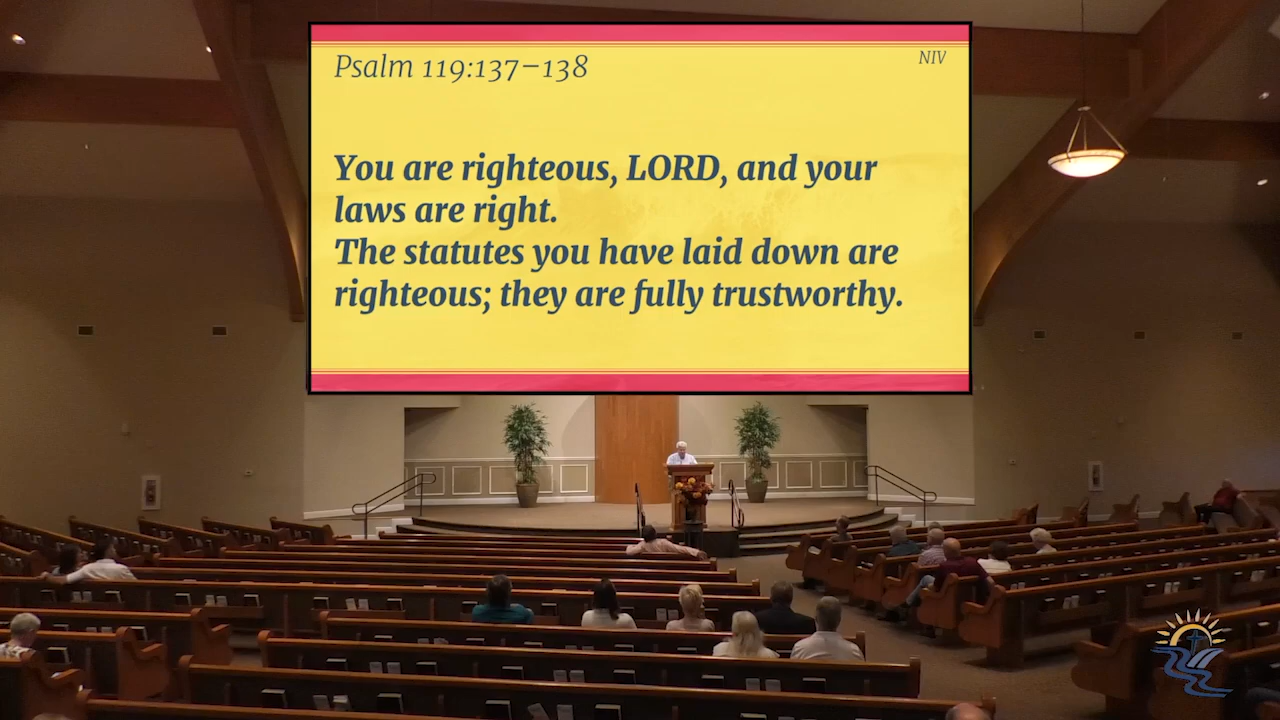 Psalm 119:137–138
NIV
You are righteous, LORD, and your
laws are right.
The statutes you have laid down are
righteous; they are fully trustworthy.